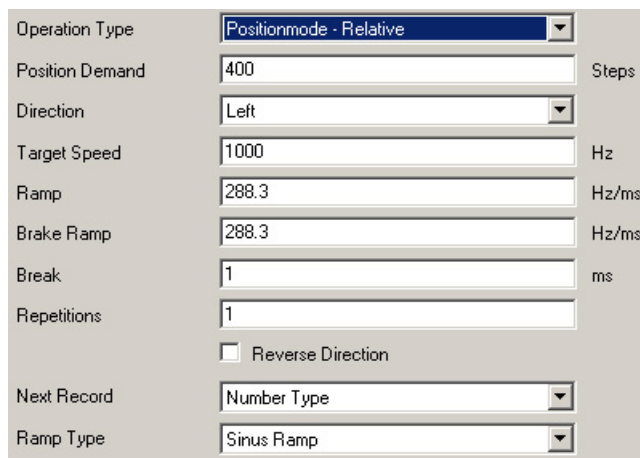 Operation Type Positionmode - Relative
Position Demand 400 Steps
Direction Left
Target Speed 1000 Hz
Ramp 288.3 Hz/ms
Brake Ramp 288.3 Hz/ms
Break 1 ms
Repetitions 1
Reverse Direction
Next Record Number Type
Ramp Type Sinus Ramp